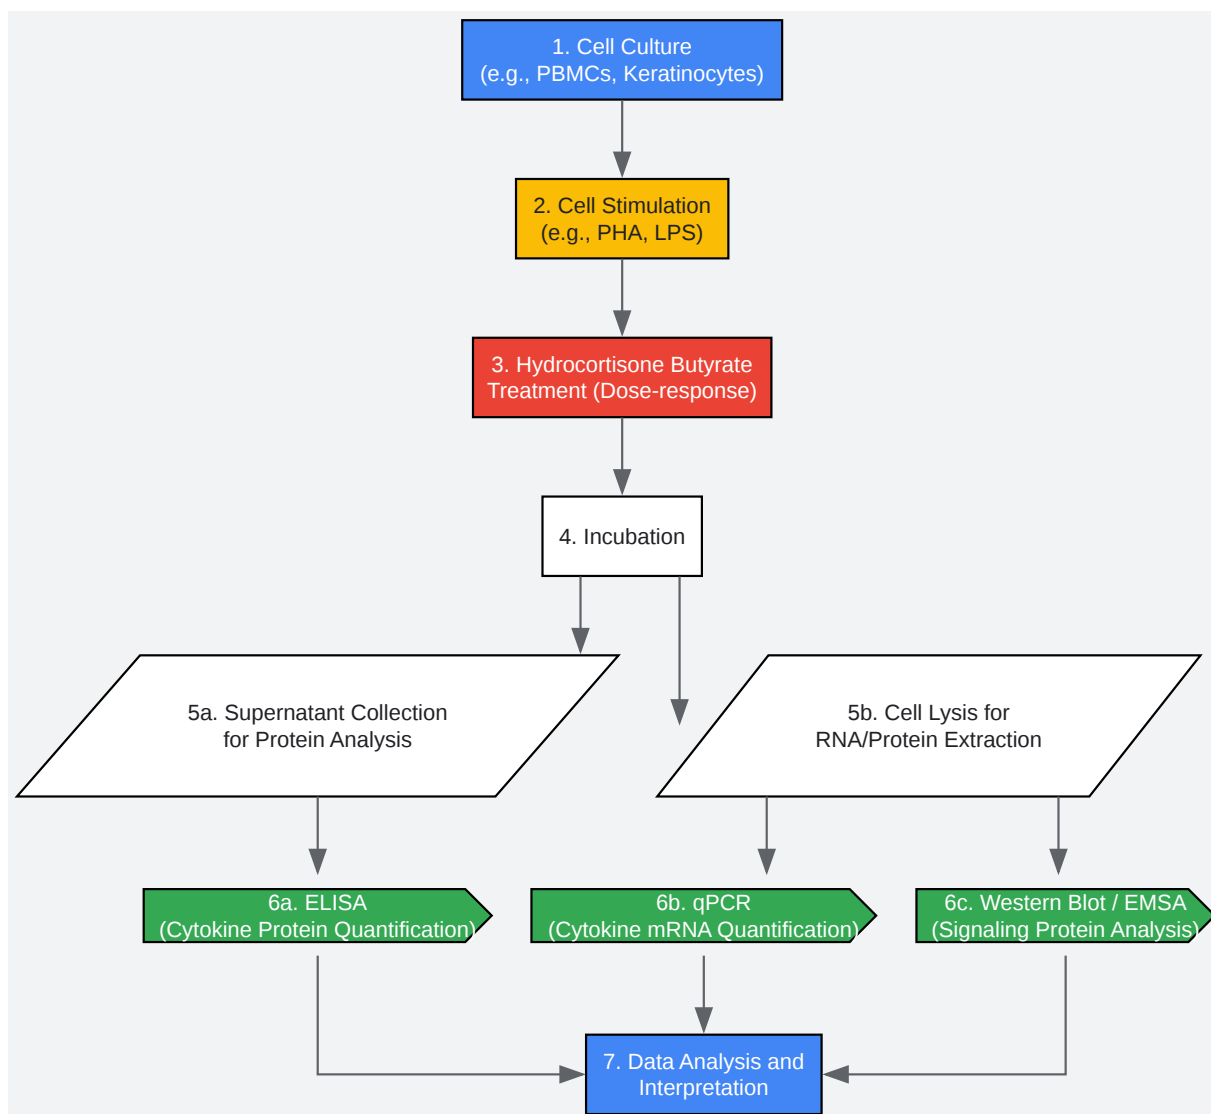 1. Cell Culture
(e.g., PBMCs, Keratinocytes)
2. Cell Stimulation
(e.g., PHA, LPS)
3. Hydrocortisone Butyrate
Treatment (Dose-response)
4. Incubation
5a. Supernatant Collection
for Protein Analysis
5b. Cell Lysis for
RNA/Protein Extraction
6a. ELISA
(Cytokine Protein Quantification)
6b. qPCR
(Cytokine mRNA Quantification)
6c. Western Blot / EMSA
(Signaling Protein Analysis)
7. Data Analysis and
Interpretation